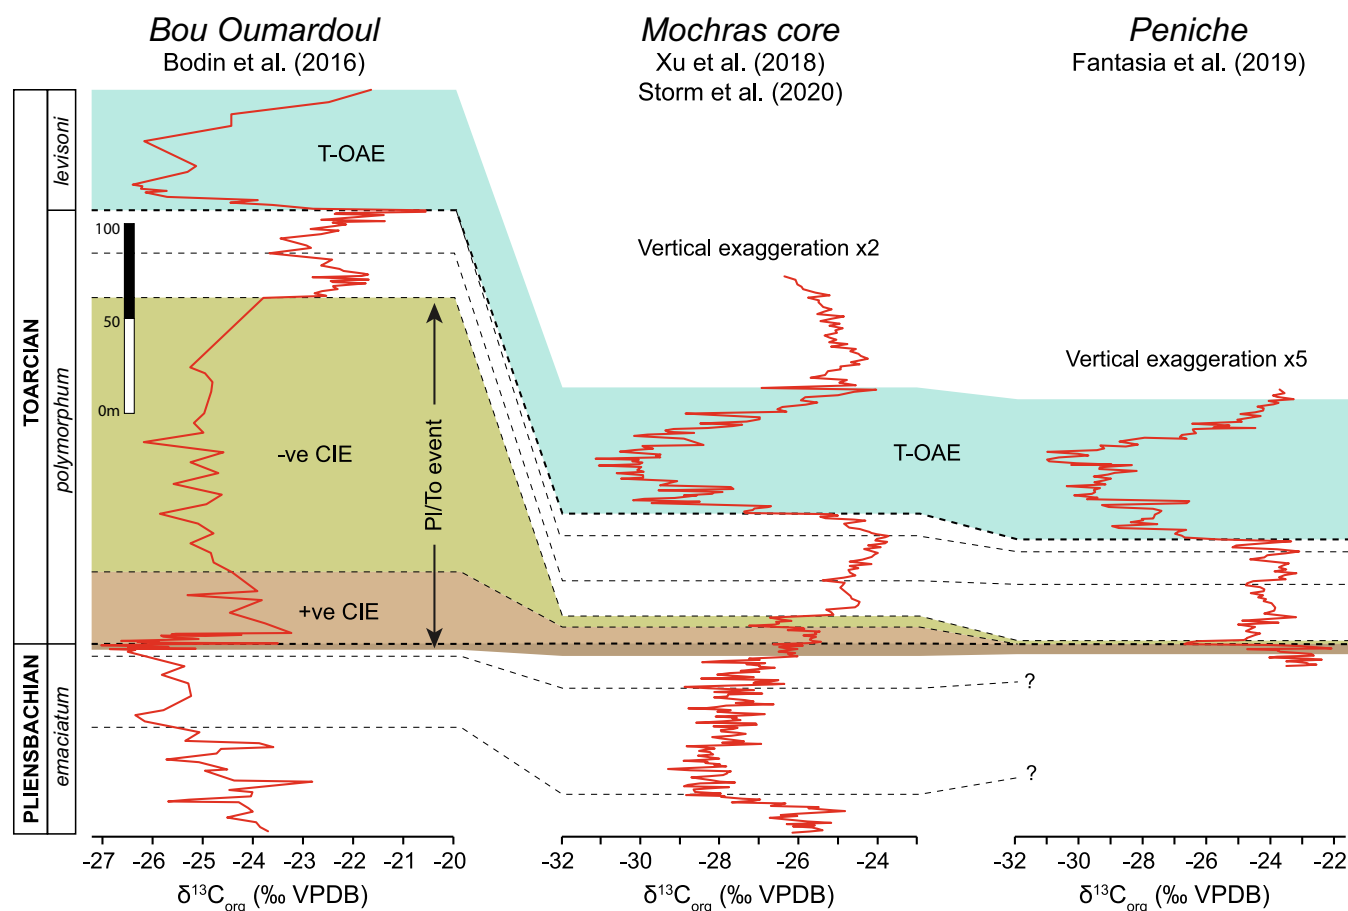 Bou Oumardoul
Bodin et al. (2016)
Mochras core
Xu et al. (2018)
Storm et al. (2020)
Peniche
Fantasia et al. (2019)
TOARCIAN
PLIENSBACHIAN
levisoni
polymorphum
emaciatum
T-OAE
100
50
0m
-ve CIE
+ve CIE
Pl/To event
Vertical exaggeration x2
T-OAE
Vertical exaggeration x5
?
?
-27 -26 -25 -24 -23 -22 -21 -20
δ¹³Corg (‰ VPDB)
-32 -30 -28 -26 -24
δ¹³Corg (‰ VPDB)
-32 -30 -28 -26 -24 -22
δ¹³Corg (‰ VPDB)